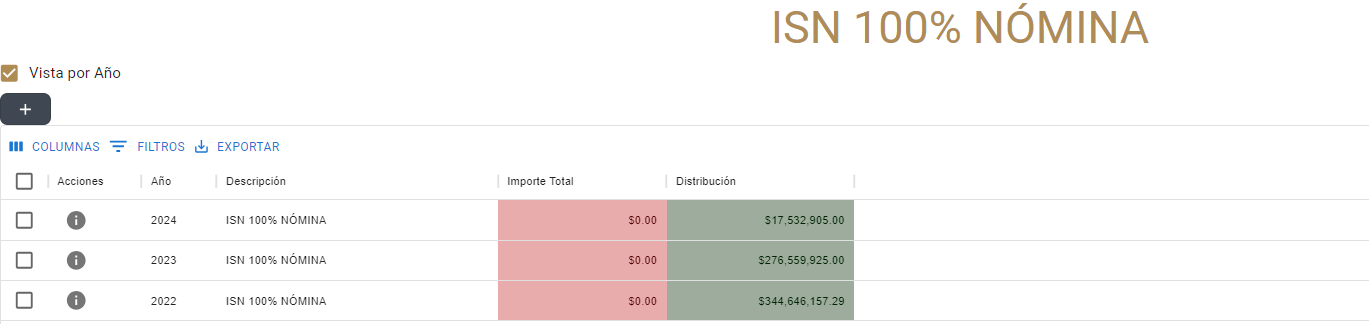 ISN 100% NÓMINA
Vista por Año
+
COLUMNAS FILTROS EXPORTAR
Acciones Año Descripción Importe Total Distribución
2024 ISN 100% NÓMINA $0.00 $17,532,905.00
2023 ISN 100% NÓMINA $0.00 $276,559,925.00
2022 ISN 100% NÓMINA $0.00 $344,646,157.29